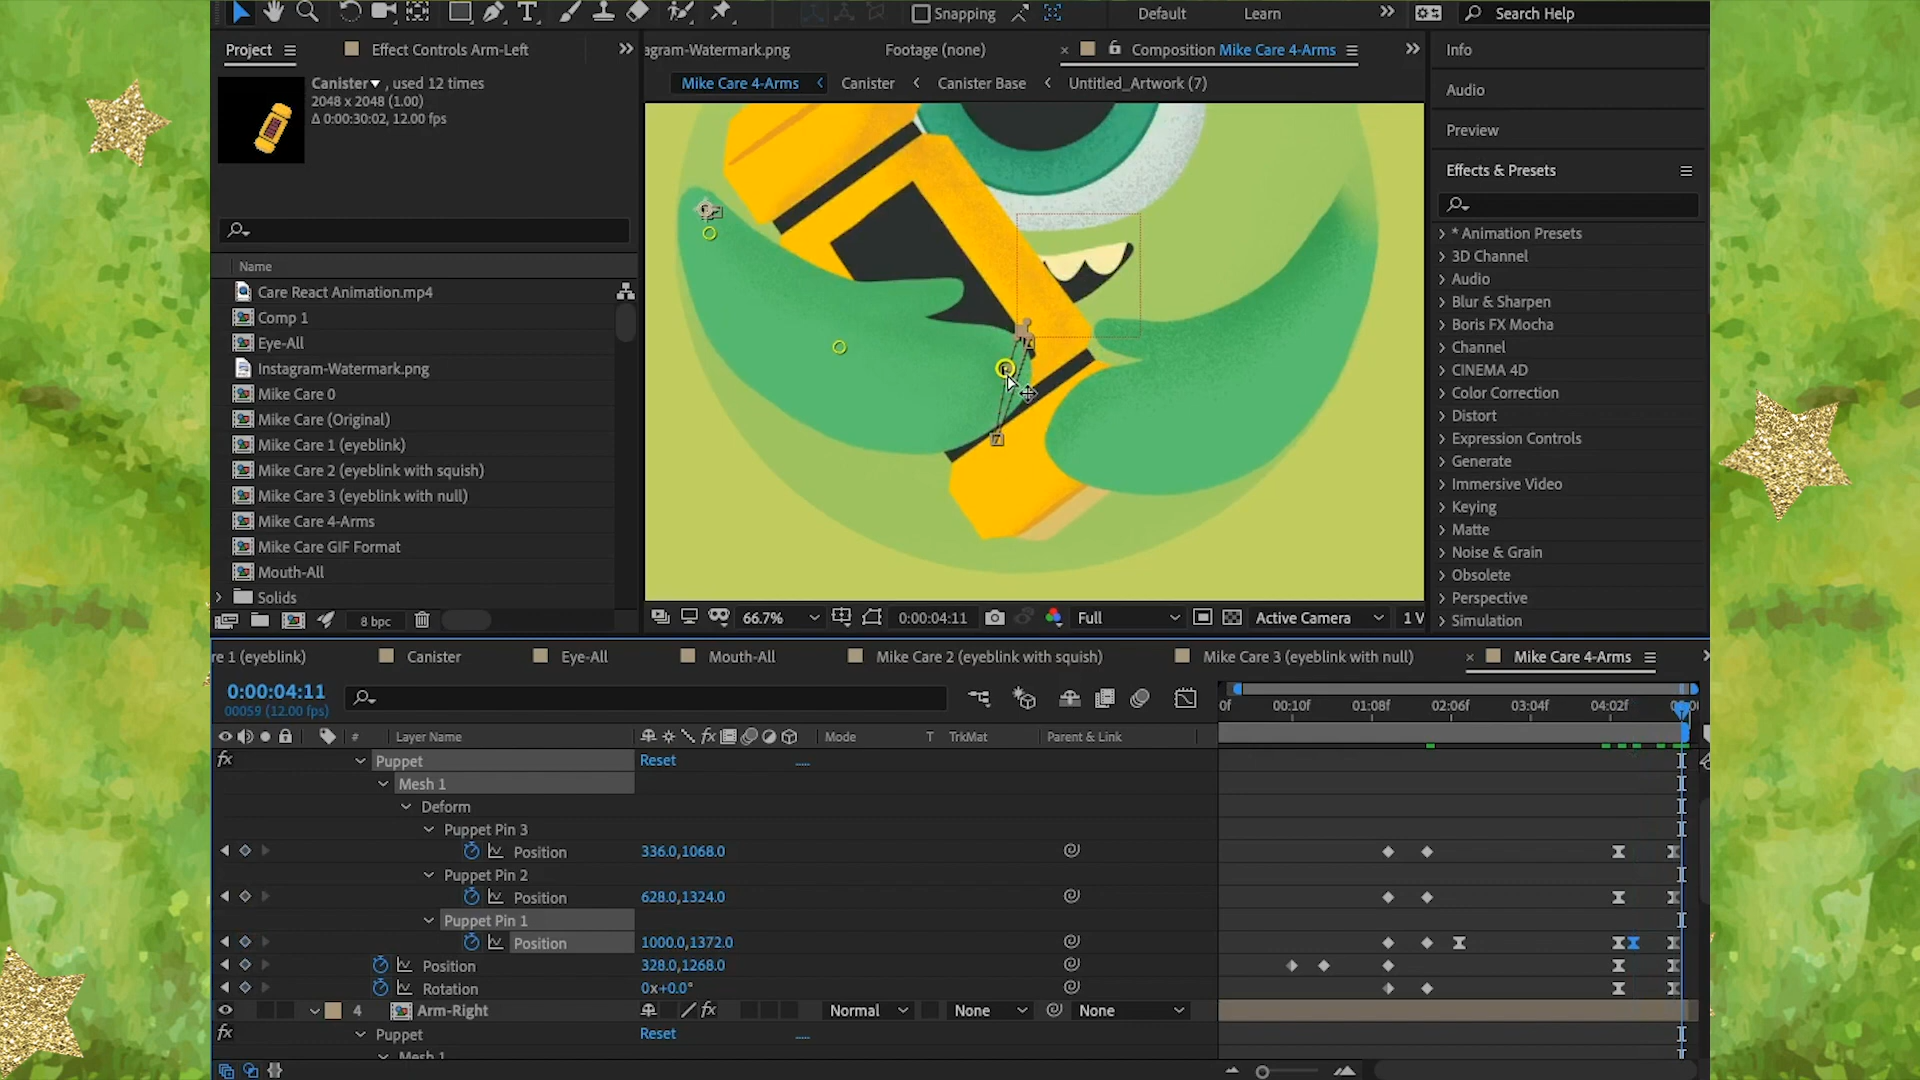 Snapping
Default
Learn
Search Help
Project
Effect Controls Arm-Left
agram-Watermark.png
Footage (none)
Composition Mike Care 4-Arms
Info
Canister , used 12 times
2048 x 2048 (1.00)
Δ 0:00:30:02, 12.00 fps
Mike Care 4-Arms
Canister
Canister Base
Untitled_Artwork (7)
Audio
Preview
Effects & Presets
Name
Care React Animation.mp4
Comp 1
Eye-All
Instagram-Watermark.png
Mike Care 0
Mike Care (Original)
Mike Care 1 (eyeblink)
Mike Care 2 (eyeblink with squish)
Mike Care 3 (eyeblink with null)
Mike Care 4-Arms
Mike Care GIF Format
Mouth-All
Solids
8 bpc
* Animation Presets
3D Channel
Audio
Blur & Sharpen
Boris FX Mocha
Channel
CINEMA 4D
Color Correction
Distort
Expression Controls
Generate
Immersive Video
Keying
Matte
Noise & Grain
Obsolete
Perspective
Simulation
66.7%
0:00:04:11
Full
Active Camera
1 V
re 1 (eyeblink)
Canister
Eye-All
Mouth-All
Mike Care 2 (eyeblink with squish)
Mike Care 3 (eyeblink with null)
Mike Care 4-Arms
0:00:04:11
00059 (12.00 fps)
0f
00:10f
01:08f
02:06f
03:04f
04:02f
#
Layer Name
Mode
T
TrkMat
Parent & Link
fx
Puppet
Reset
Mesh 1
Deform
Puppet Pin 3
Position
336.0,1068.0
Puppet Pin 2
Position
628.0,1324.0
Puppet Pin 1
Position
1000.0,1372.0
Position
328.0,1268.0
Rotation
0x+0.0°
4
Arm-Right
fx
Normal
None
None
fx
Puppet
Reset
Mesh 1